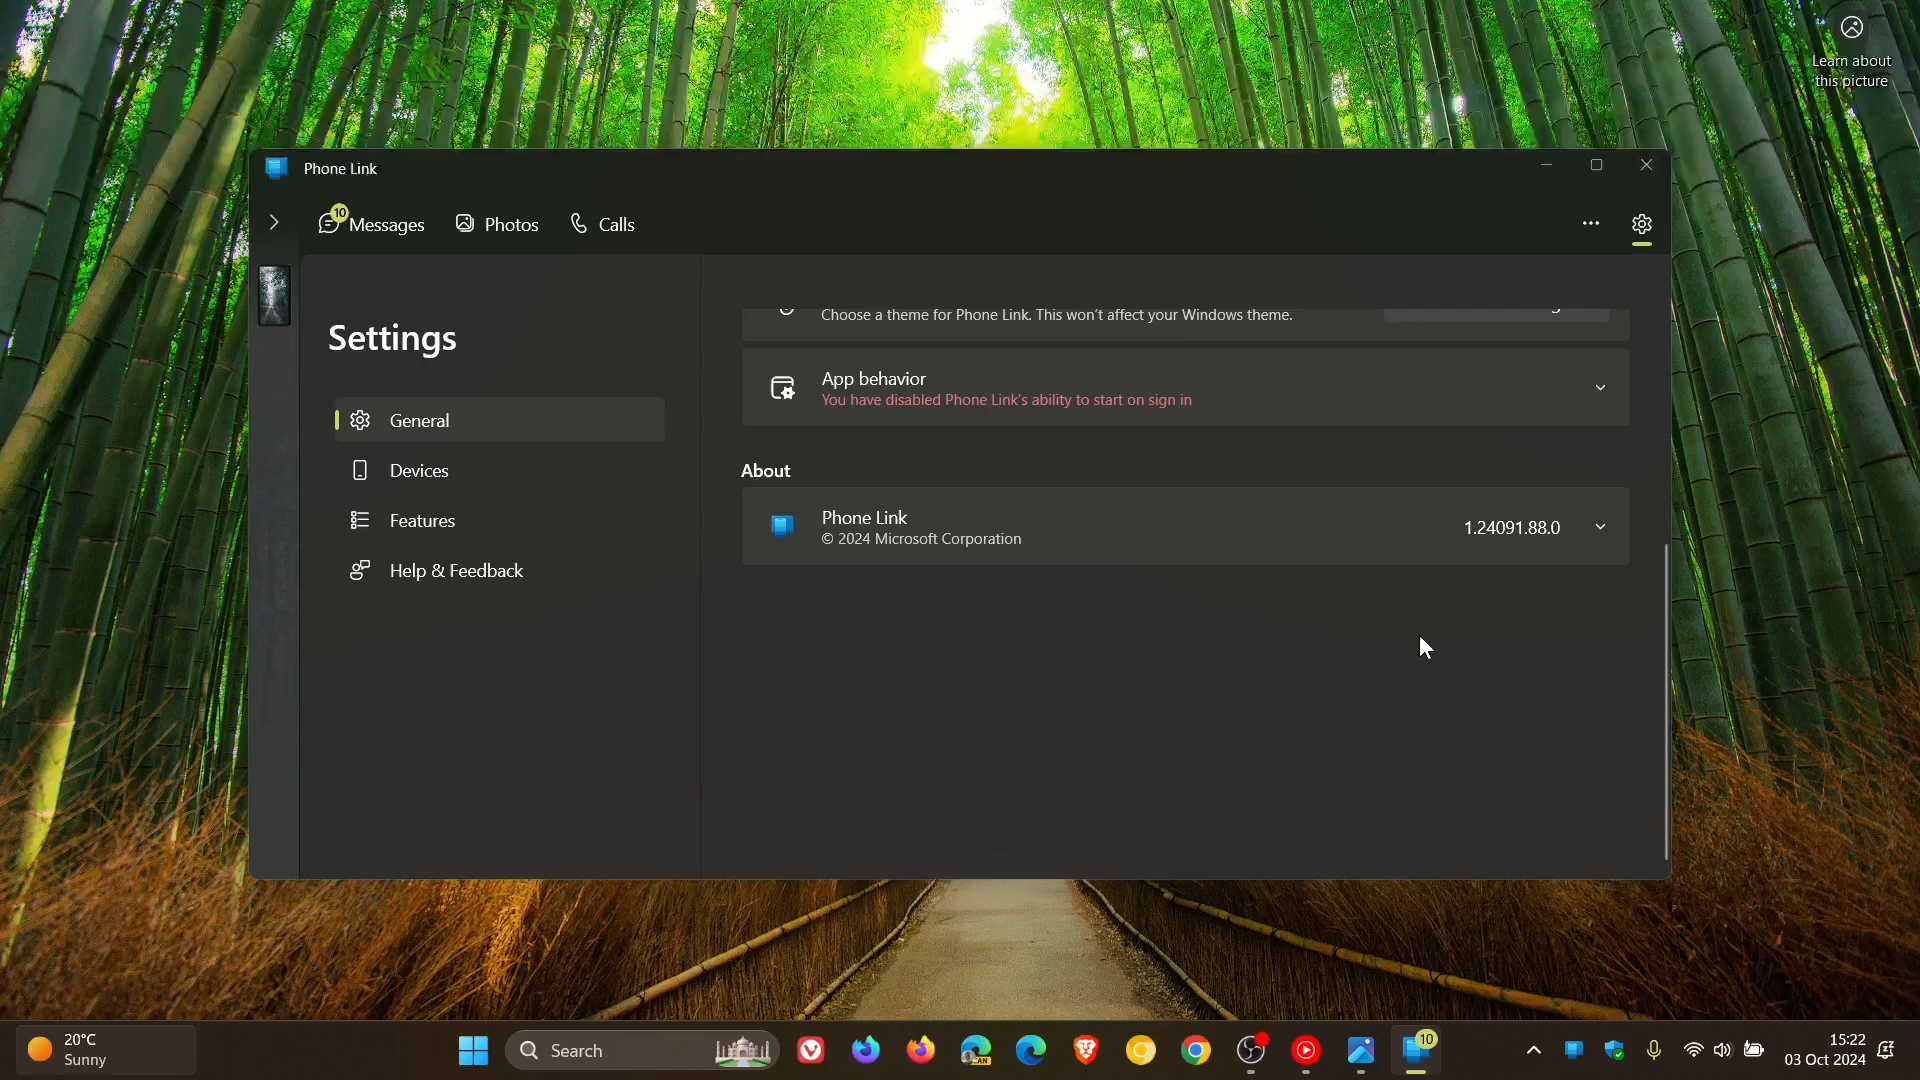 Learn about
this picture
Phone Link
10
Messages
Photos
Calls
Settings
General
Devices
Features
Help & Feedback
Choose a theme for Phone Link. This won’t affect your Windows theme.
App behavior
You have disabled Phone Link’s ability to start on sign in
About
Phone Link
© 2024 Microsoft Corporation
1.24091.88.0
20°C
Sunny
Search
CAN
10
15:22
03 Oct 2024